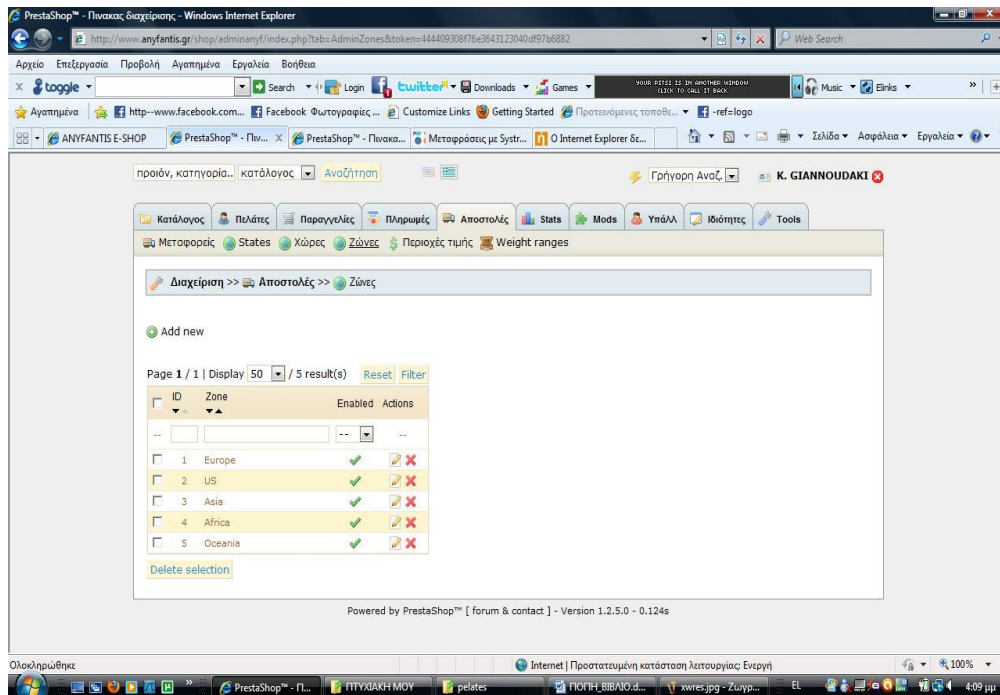 PrestaShop™ - Πινακας διαχείρισης - Windows Internet Explorer
http://www.anyfantis.gr/shop/adminanyf/index.php?tab=AdminZones&token=444409308f76e3643123040df97b6882 Web Search
Αρχείο Επεξεργασία Προβολή Αγαπημένα Εργαλεία Βοήθεια
x toggle Search Login twitter Downloads Games YOUR PITSI IS IN ANOTHER WINDOW Music Elinks »
CLICK TO CALL IT BACK
Αγαπημένα http--www.facebook.com... Facebook Φωτογραφίες ... Customize Links Getting Started Προτεινόμενες τοποθε... -ref=logo
ANYFANTIS E-SHOP PrestaShop™ - Πιν... X PrestaShop™ - Πινακα... Μεταφράσεις με Systr... Ο Internet Explorer δε... Σελίδα Ασφάλεια Εργαλεία
προιόν, κατηγορία.. κατάλογος Αναζήτηση Γρήγορη Αναζ. K. GIANNOUDAKI
Κατάλογος Πελάτες Παραγγελίες Πληρωμές Αποστολές Stats Mods Υπάλλ Ιδιότητες Tools
Μεταφορείς States Χώρες Ζώνες Περιοχές τιμής Weight ranges
Διαχείριση >> Αποστολές >> Ζώνες
Add new
Page 1 / 1 | Display 50 / 5 result(s) Reset Filter
ID Zone Enabled Actions
-- -- --
1 Europe
2 US
3 Asia
4 Africa
5 Oceania
Delete selection
Powered by PrestaShop™ [ forum & contact ] - Version 1.2.5.0 - 0.124s
Ολοκληρώθηκε Internet | Προστατευμένη κατάσταση λειτουργίας: Ενεργή 100%
» PrestaShop™ - Π... ΠΤΥΧΙΑΚΗ ΜΟΥ pelates ΠΟΠΗ_ΒΙΒΛΙΟ.d... xwres.jpg - Ζωγρ... EL 4:09 μμ